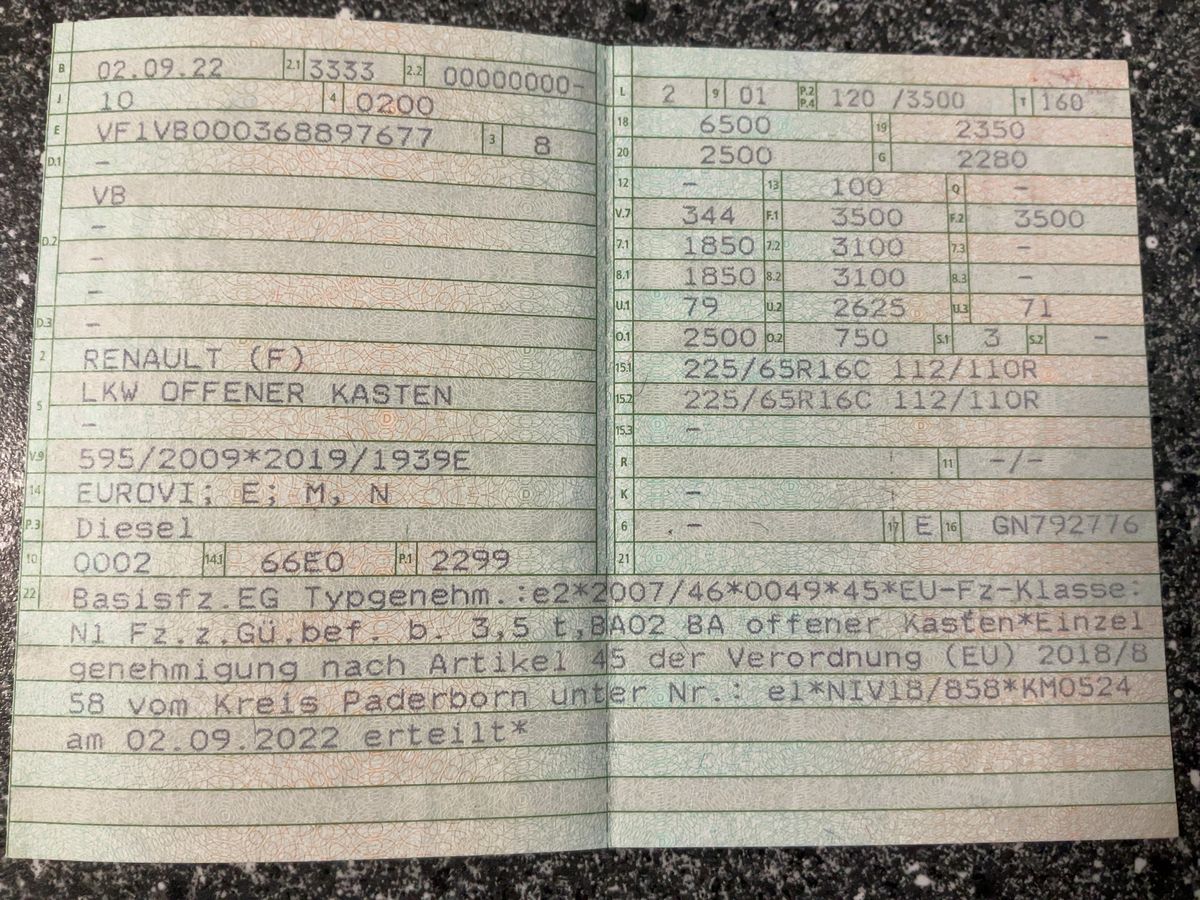 B 02.09.22 2.1 3333 2.2 00000000-
J 10 4 0200
E VF1VB000368897677 3 8
D.1 -
VB
-
D.2 -
-
D.3 -
2 RENAULT (F)
5 LKW OFFENER KASTEN
-
V.9 595/2009*2019/1939E
14 EUROVI; E; M, N
P.3 Diesel
10 0002 14.1 66E0 P.1 2299
L 2 9 01 P.2 P.4 120 /3500 T 160
18 6500 19 2350
20 2500 G 2280
12 - 13 100 Q -
V.7 344 F.1 3500 F.2 3500
7.1 1850 7.2 3100 7.3 -
8.1 1850 8.2 3100 8.3 -
U.1 79 U.2 2625 U.3 71
O.1 2500 O.2 750 S.1 3 S.2 -
15.1 225/65R16C 112/110R
15.2 225/65R16C 112/110R
15.3 -
R 11 -/-
K -
6 - 17 E 16 GN792776
21
22 Basisfz.EG Typgenehm.:e2*2007/46*0049*45*EU-Fz-Klasse:
N1 Fz.z.Gü.bef. b. 3,5 t,BA02 BA offener Kasten*Einzel
genehmigung nach Artikel 45 der Verordnung (EU) 2018/8
58 vom Kreis Paderborn unter Nr.: e1*NIV18/858*KM0524
am 02.09.2022 erteilt*